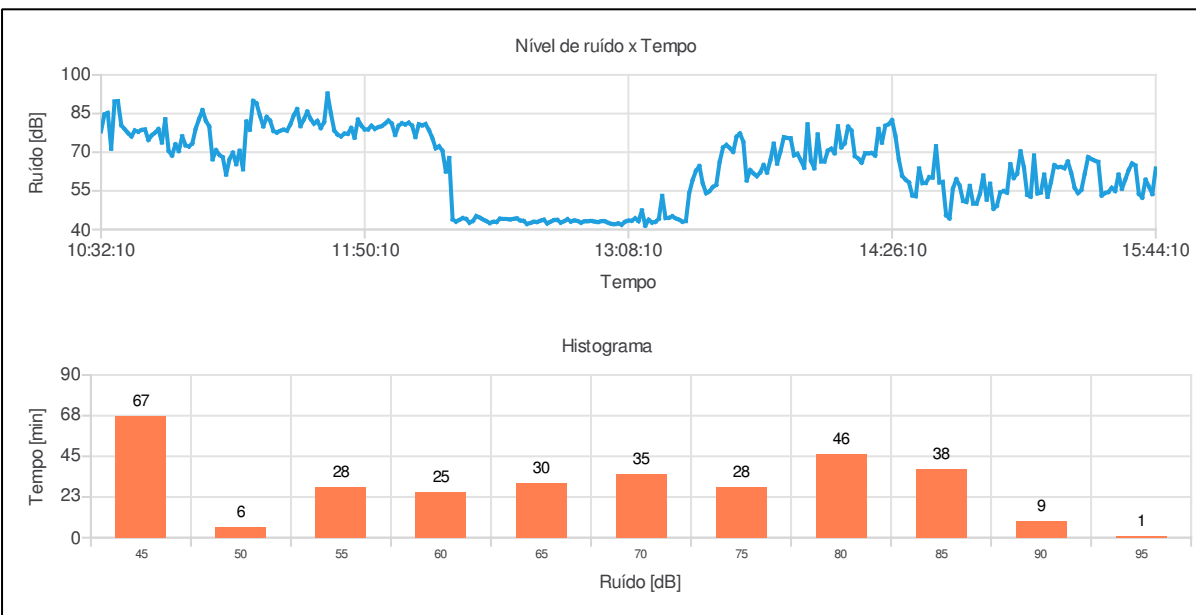 Nível de ruído x Tempo
Ruído [dB]
100
85
70
55
40
10:32:10 11:50:10 13:08:10 14:26:10 15:44:10
Tempo
Histograma
Tempo [min]
90
68
45
23
0
67 6 28 25 30 35 28 46 38 9 1
45 50 55 60 65 70 75 80 85 90 95
Ruído [dB]